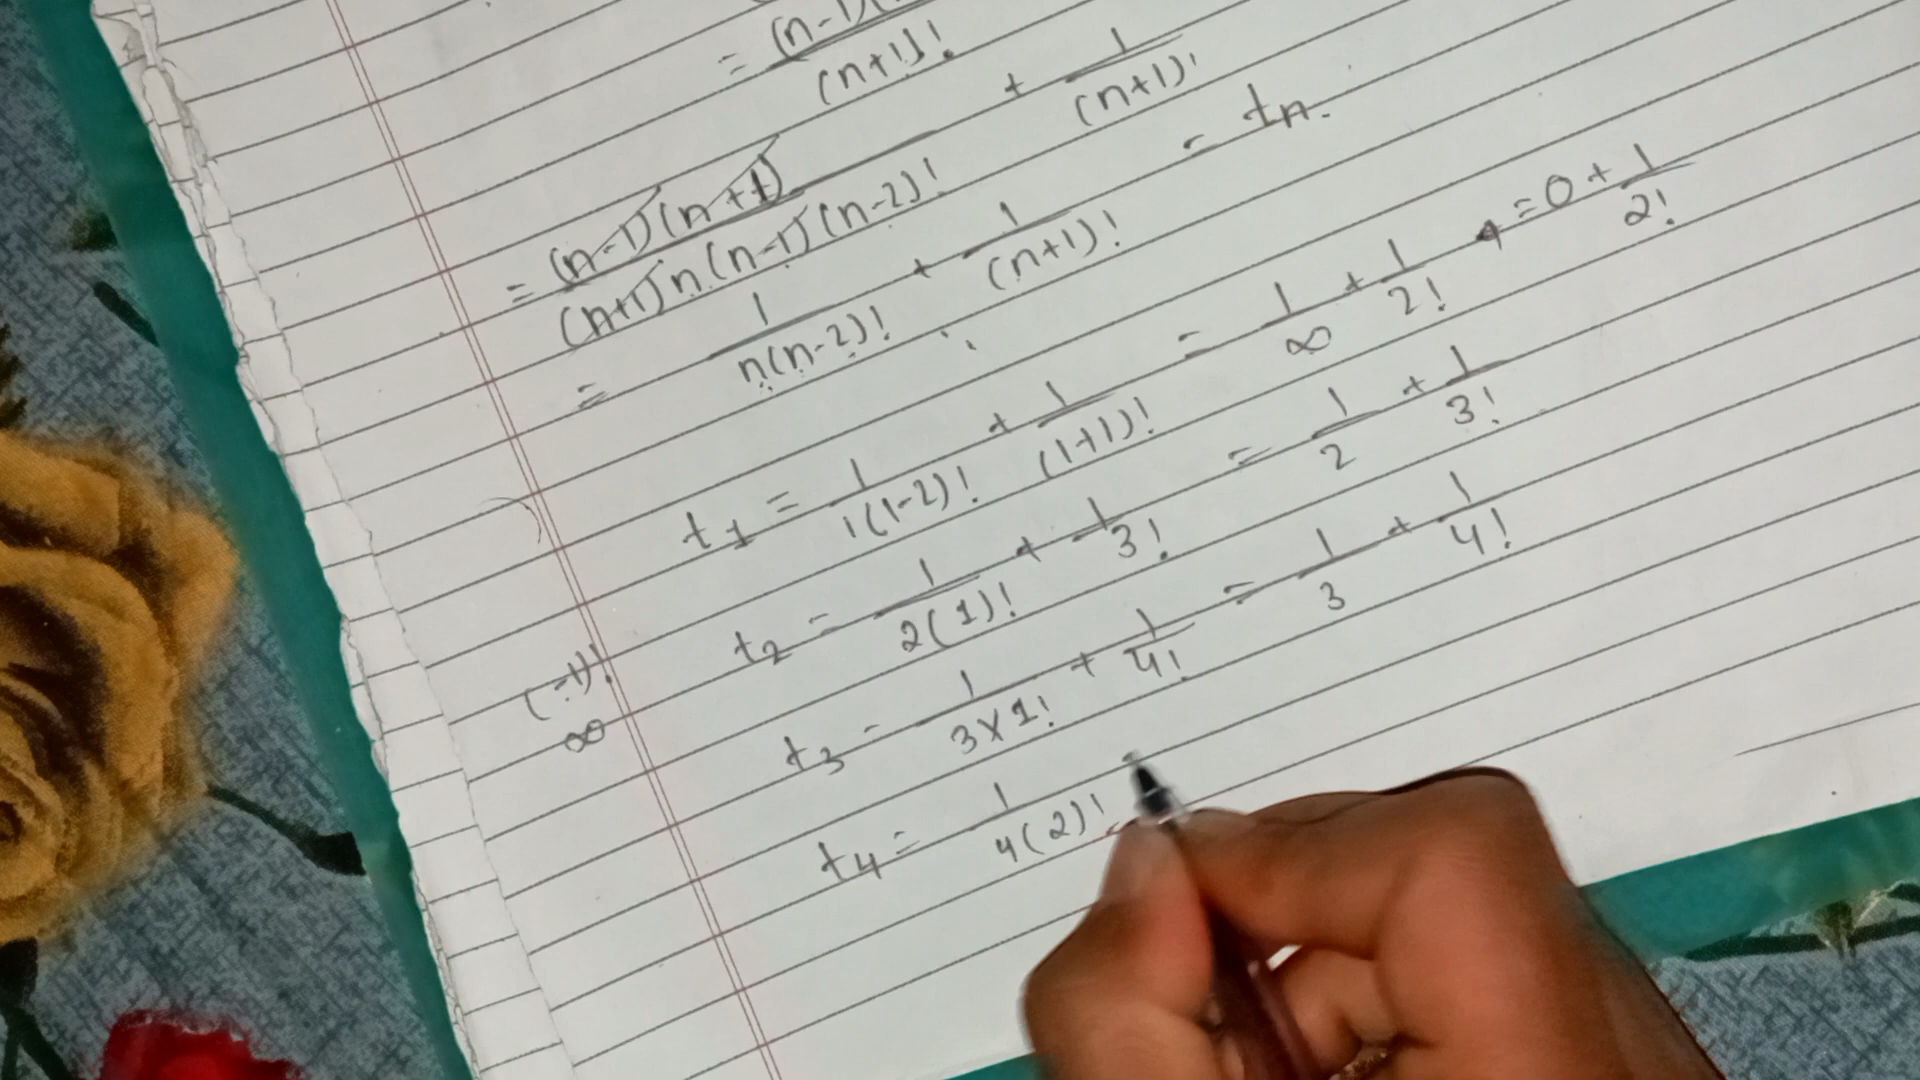 = (n-1)(
(n+1)!
= (n-1)(n+1) / (n+1)n(n-1)(n-2)! + 1/(n+1)!
= 1/n(n-2)! + 1/(n+1)! = tn.
t1 = 1/1(1-2)! + 1/(1+1)! = 1/∞ + 1/2! = 0 + 1/2!
t2 = 1/2(1)! + 1/3! = 1/2 + 1/3!
(-1)!
∞
t3 = 1/3×1! + 1/4! = 1/3 + 1/4!
t4 = 1/4(2)!